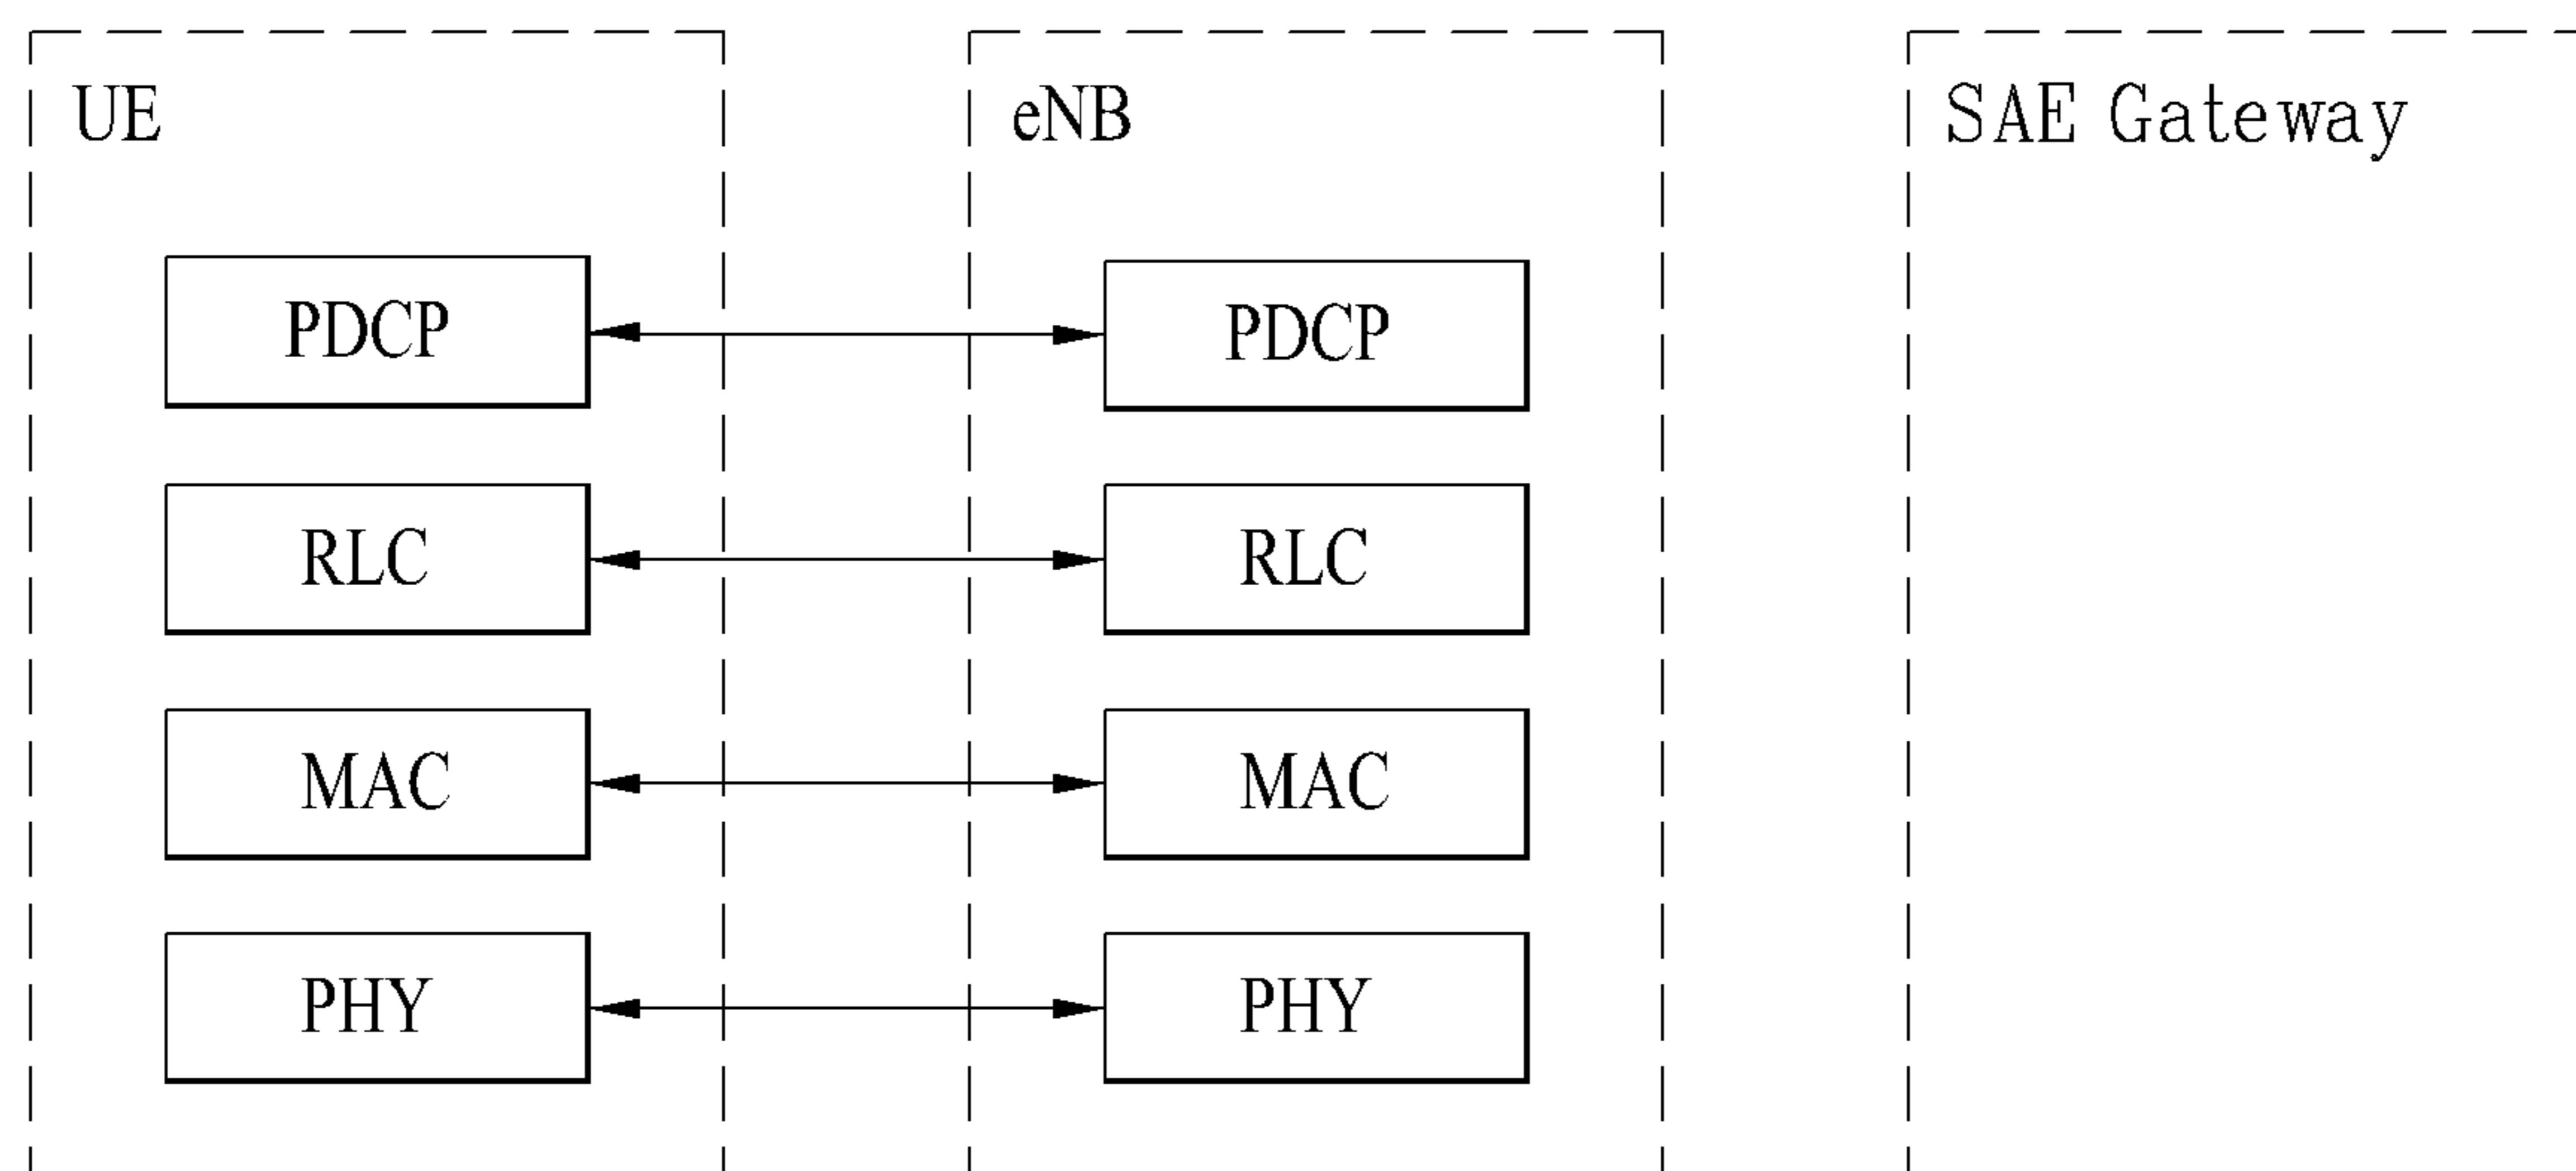 UE
eNB
SAE Gateway
PDCP
PDCP
RLC
RLC
MAC
MAC
PHY
PHY